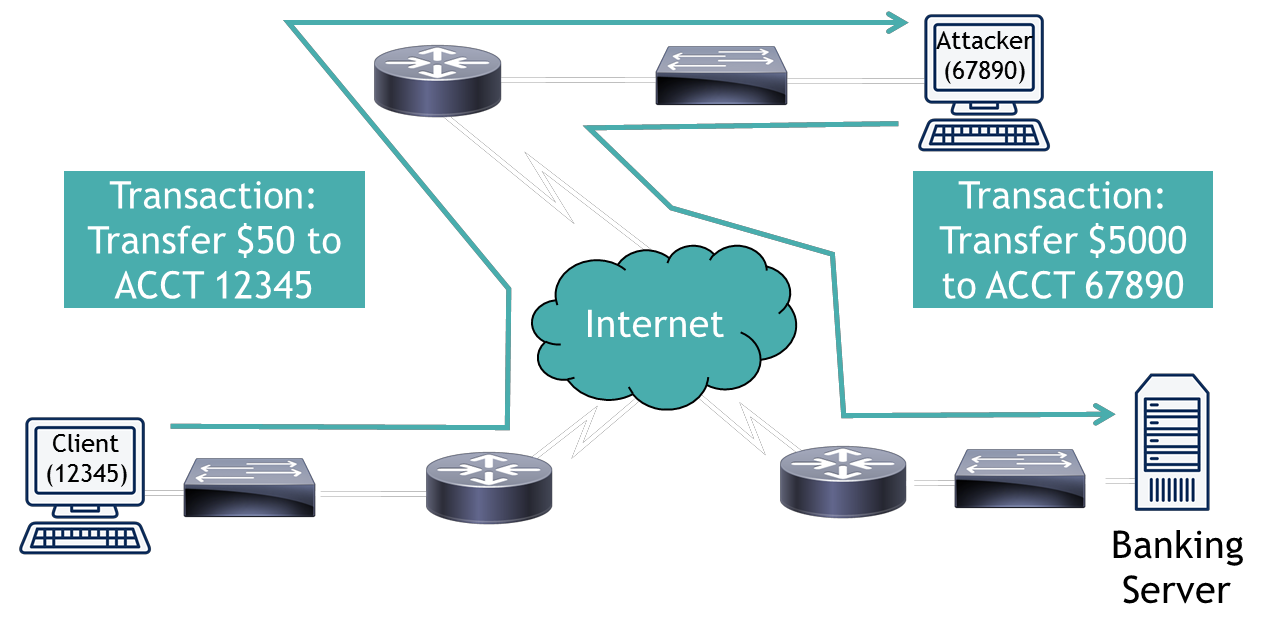 Attacker
(67890)
Transaction:
Transfer $50 to
ACCT 12345
Transaction:
Transfer $5000
to ACCT 67890
Internet
Client
(12345)
Banking
Server